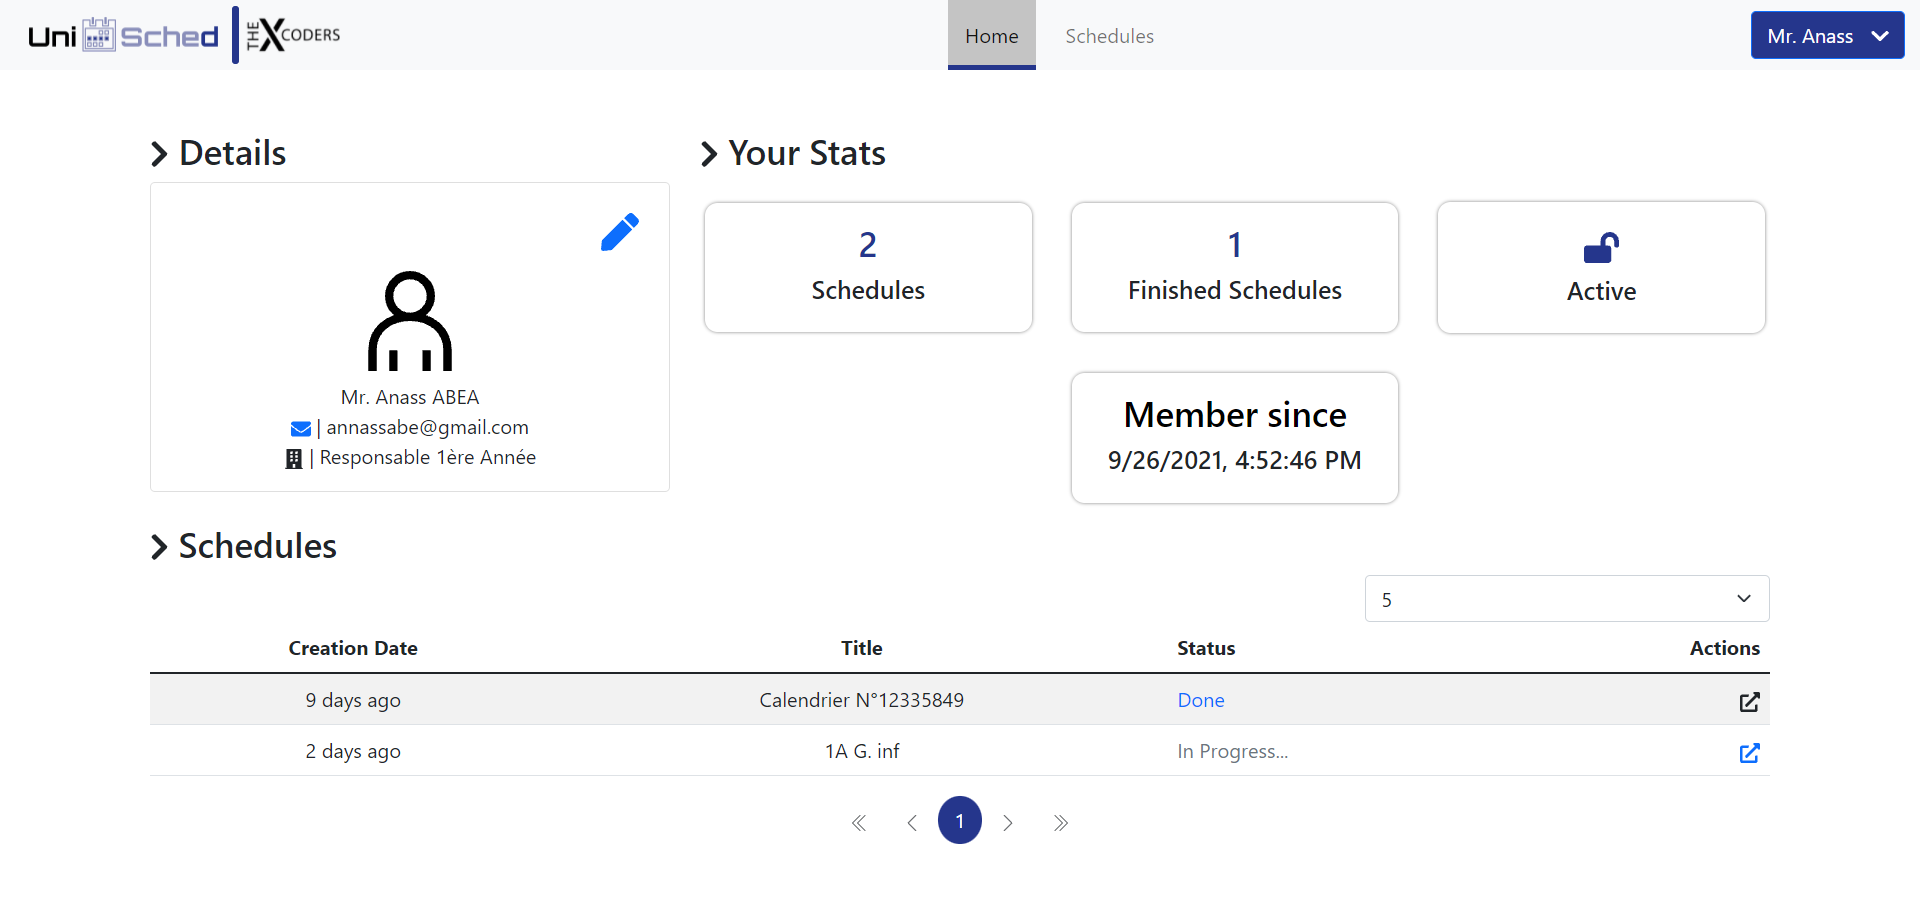 Uni Sched THE XCODERS
Home
Schedules
Mr. Anass
Details
Your Stats
2
Schedules
1
Finished Schedules
Active
Mr. Anass ABEA
| annassabe@gmail.com
| Responsable 1ère Année
Member since
9/26/2021, 4:52:46 PM
Schedules
5
Creation Date Title Status Actions
9 days ago Calendrier N°12335849 Done
2 days ago 1A G. inf In Progress...
1